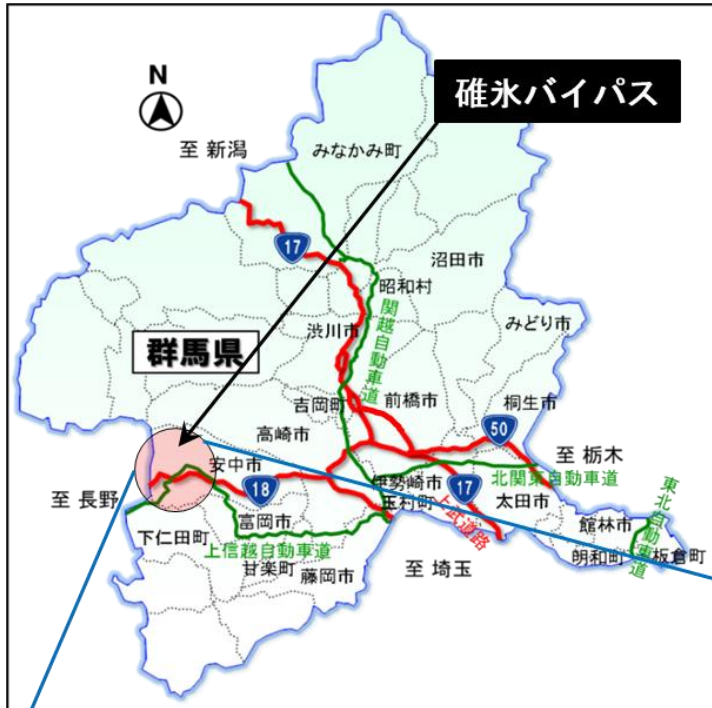 N
碓氷バイパス
至 新潟
みなかみ町
17
沼田市
昭和村
関越自動車道
みどり市
渋川市
群馬県
吉岡町
前橋市
桐生市
50
高崎市
至 栃木
安中市
北関東自動車道
伊勢崎市
至 長野
18
17
玉村町
太田市
東北自動車道
富岡市
上武道路
館林市
下仁田町
上信越自動車道
朗和町
板倉町
甘楽町
至 埼玉
藤岡市